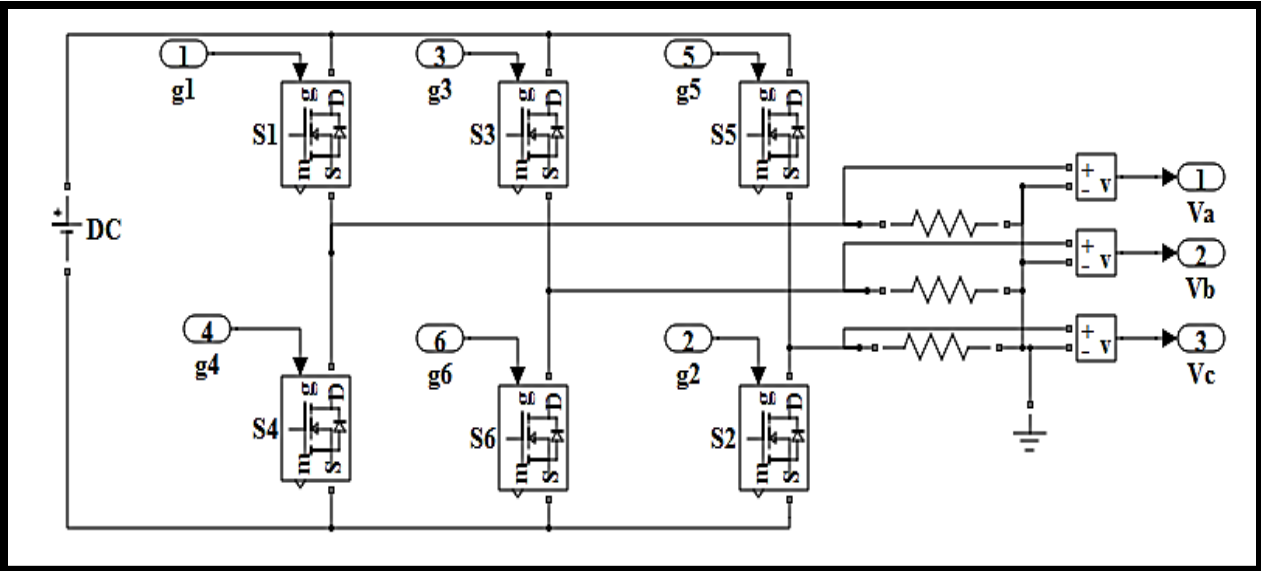 1 3 5
g1 g3 g5
g D g D g D
S1 S3 S5
m S m S m S
+
- v 1
Va
DC
+
- v 2
Vb
4 6 2
g4 g6 g2
+
- v 3
Vc
g D g D g D
S4 S6 S2
m S m S m S